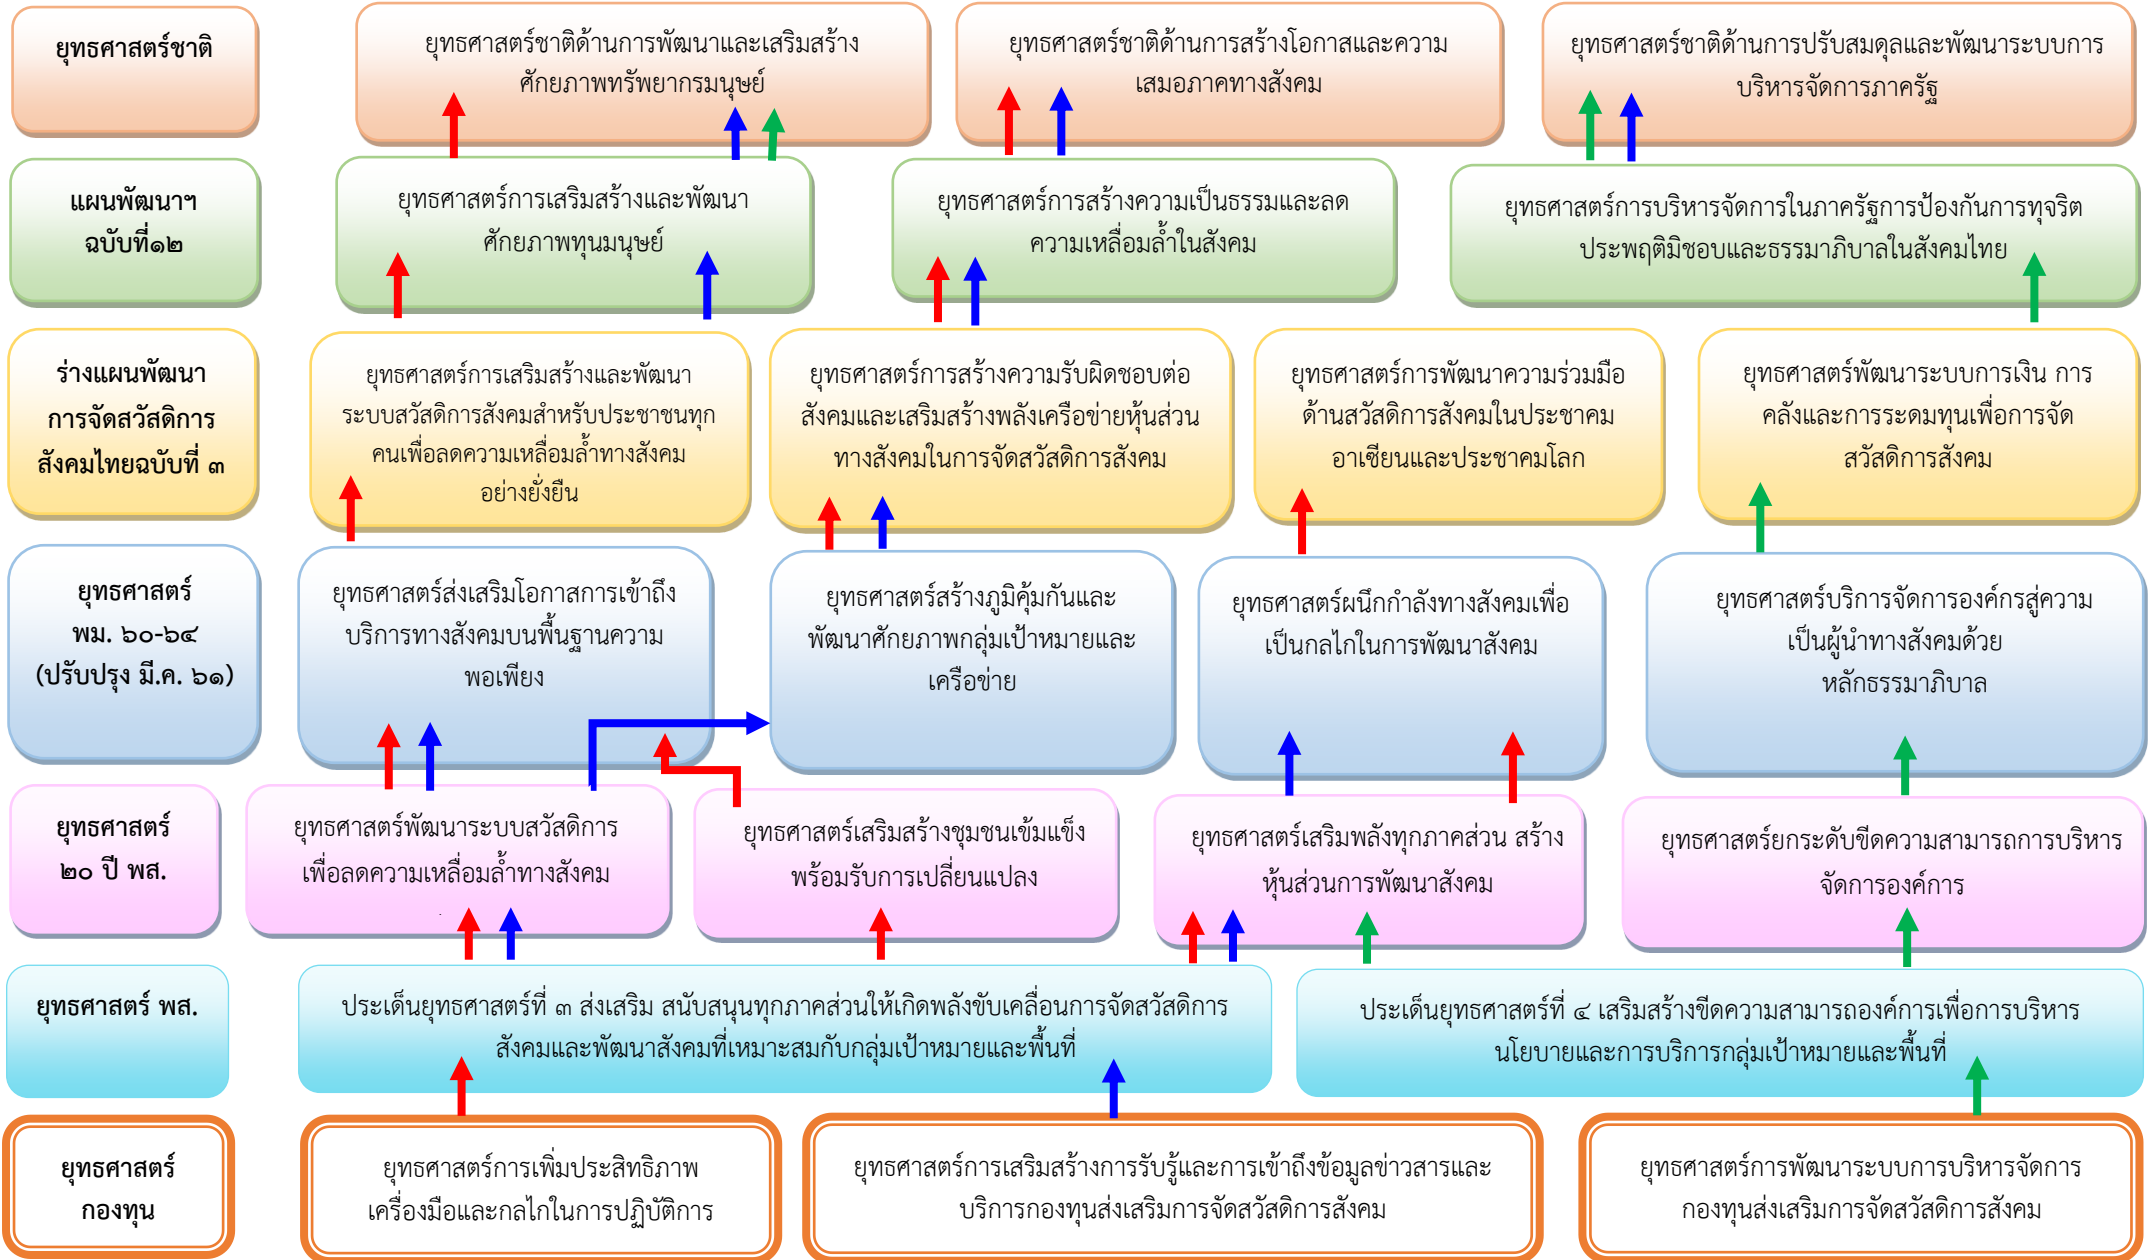 ยุทธศาสตร์ชาติ
ยุทธศาสตร์ชาติด้านการพัฒนาและเสริมสร้าง
ศักยภาพทรัพยากรมนุษย์
ยุทธศาสตร์ชาติด้านการสร้างโอกาสและความ
เสมอภาคทางสังคม
ยุทธศาสตร์ชาติด้านการปรับสมดุลและพัฒนาระบบการ
บริหารจัดการภาครัฐ
แผนพัฒนาฯ
ฉบับที่๑๒
ยุทธศาสตร์การเสริมสร้างและพัฒนา
ศักยภาพทุนมนุษย์
ยุทธศาสตร์การสร้างความเป็นธรรมและลด
ความเหลื่อมล้ำในสังคม
ยุทธศาสตร์การบริหารจัดการในภาครัฐการป้องกันการทุจริต
ประพฤติมิชอบและธรรมาภิบาลในสังคมไทย
ร่างแผนพัฒนา
การจัดสวัสดิการ
สังคมไทยฉบับที่ ๓
ยุทธศาสตร์การเสริมสร้างและพัฒนา
ระบบสวัสดิการสังคมสำหรับประชาชนทุก
คนเพื่อลดความเหลื่อมล้ำทางสังคม
อย่างยั่งยืน
ยุทธศาสตร์การสร้างความรับผิดชอบต่อ
สังคมและเสริมสร้างพลังเครือข่ายหุ้นส่วน
ทางสังคมในการจัดสวัสดิการสังคม
ยุทธศาสตร์การพัฒนาความร่วมมือ
ด้านสวัสดิการสังคมในประชาคม
อาเซียนและประชาคมโลก
ยุทธศาสตร์พัฒนาระบบการเงิน การ
คลังและการระดมทุนเพื่อการจัด
สวัสดิการสังคม
ยุทธศาสตร์
พม. ๖๐-๖๔
(ปรับปรุง มี.ค. ๖๑)
ยุทธศาสตร์ส่งเสริมโอกาสการเข้าถึง
บริการทางสังคมบนพื้นฐานความ
พอเพียง
ยุทธศาสตร์สร้างภูมิคุ้มกันและ
พัฒนาศักยภาพกลุ่มเป้าหมายและ
เครือข่าย
ยุทธศาสตร์ผนึกกำลังทางสังคมเพื่อ
เป็นกลไกในการพัฒนาสังคม
ยุทธศาสตร์บริการจัดการองค์กรสู่ความ
เป็นผู้นำทางสังคมด้วย
หลักธรรมาภิบาล
ยุทธศาสตร์
๒๐ ปี พส.
ยุทธศาสตร์พัฒนาระบบสวัสดิการ
เพื่อลดความเหลื่อมล้ำทางสังคม
ยุทธศาสตร์เสริมสร้างชุมชนเข้มแข็ง
พร้อมรับการเปลี่ยนแปลง
ยุทธศาสตร์เสริมพลังทุกภาคส่วน สร้าง
หุ้นส่วนการพัฒนาสังคม
ยุทธศาสตร์ยกระดับขีดความสามารถการบริหาร
จัดการองค์การ
ยุทธศาสตร์ พส.
ประเด็นยุทธศาสตร์ที่ ๓ ส่งเสริม สนับสนุนทุกภาคส่วนให้เกิดพลังขับเคลื่อนการจัดสวัสดิการ
สังคมและพัฒนาสังคมที่เหมาะสมกับกลุ่มเป้าหมายและพื้นที่
ประเด็นยุทธศาสตร์ที่ ๔ เสริมสร้างขีดความสามารถองค์การเพื่อการบริหาร
นโยบายและการบริการกลุ่มเป้าหมายและพื้นที่
ยุทธศาสตร์
กองทุน
ยุทธศาสตร์การเพิ่มประสิทธิภาพ
เครื่องมือและกลไกในการปฏิบัติการ
ยุทธศาสตร์การเสริมสร้างการรับรู้และการเข้าถึงข้อมูลข่าวสารและ
บริการกองทุนส่งเสริมการจัดสวัสดิการสังคม
ยุทธศาสตร์การพัฒนาระบบการบริหารจัดการ
กองทุนส่งเสริมการจัดสวัสดิการสังคม